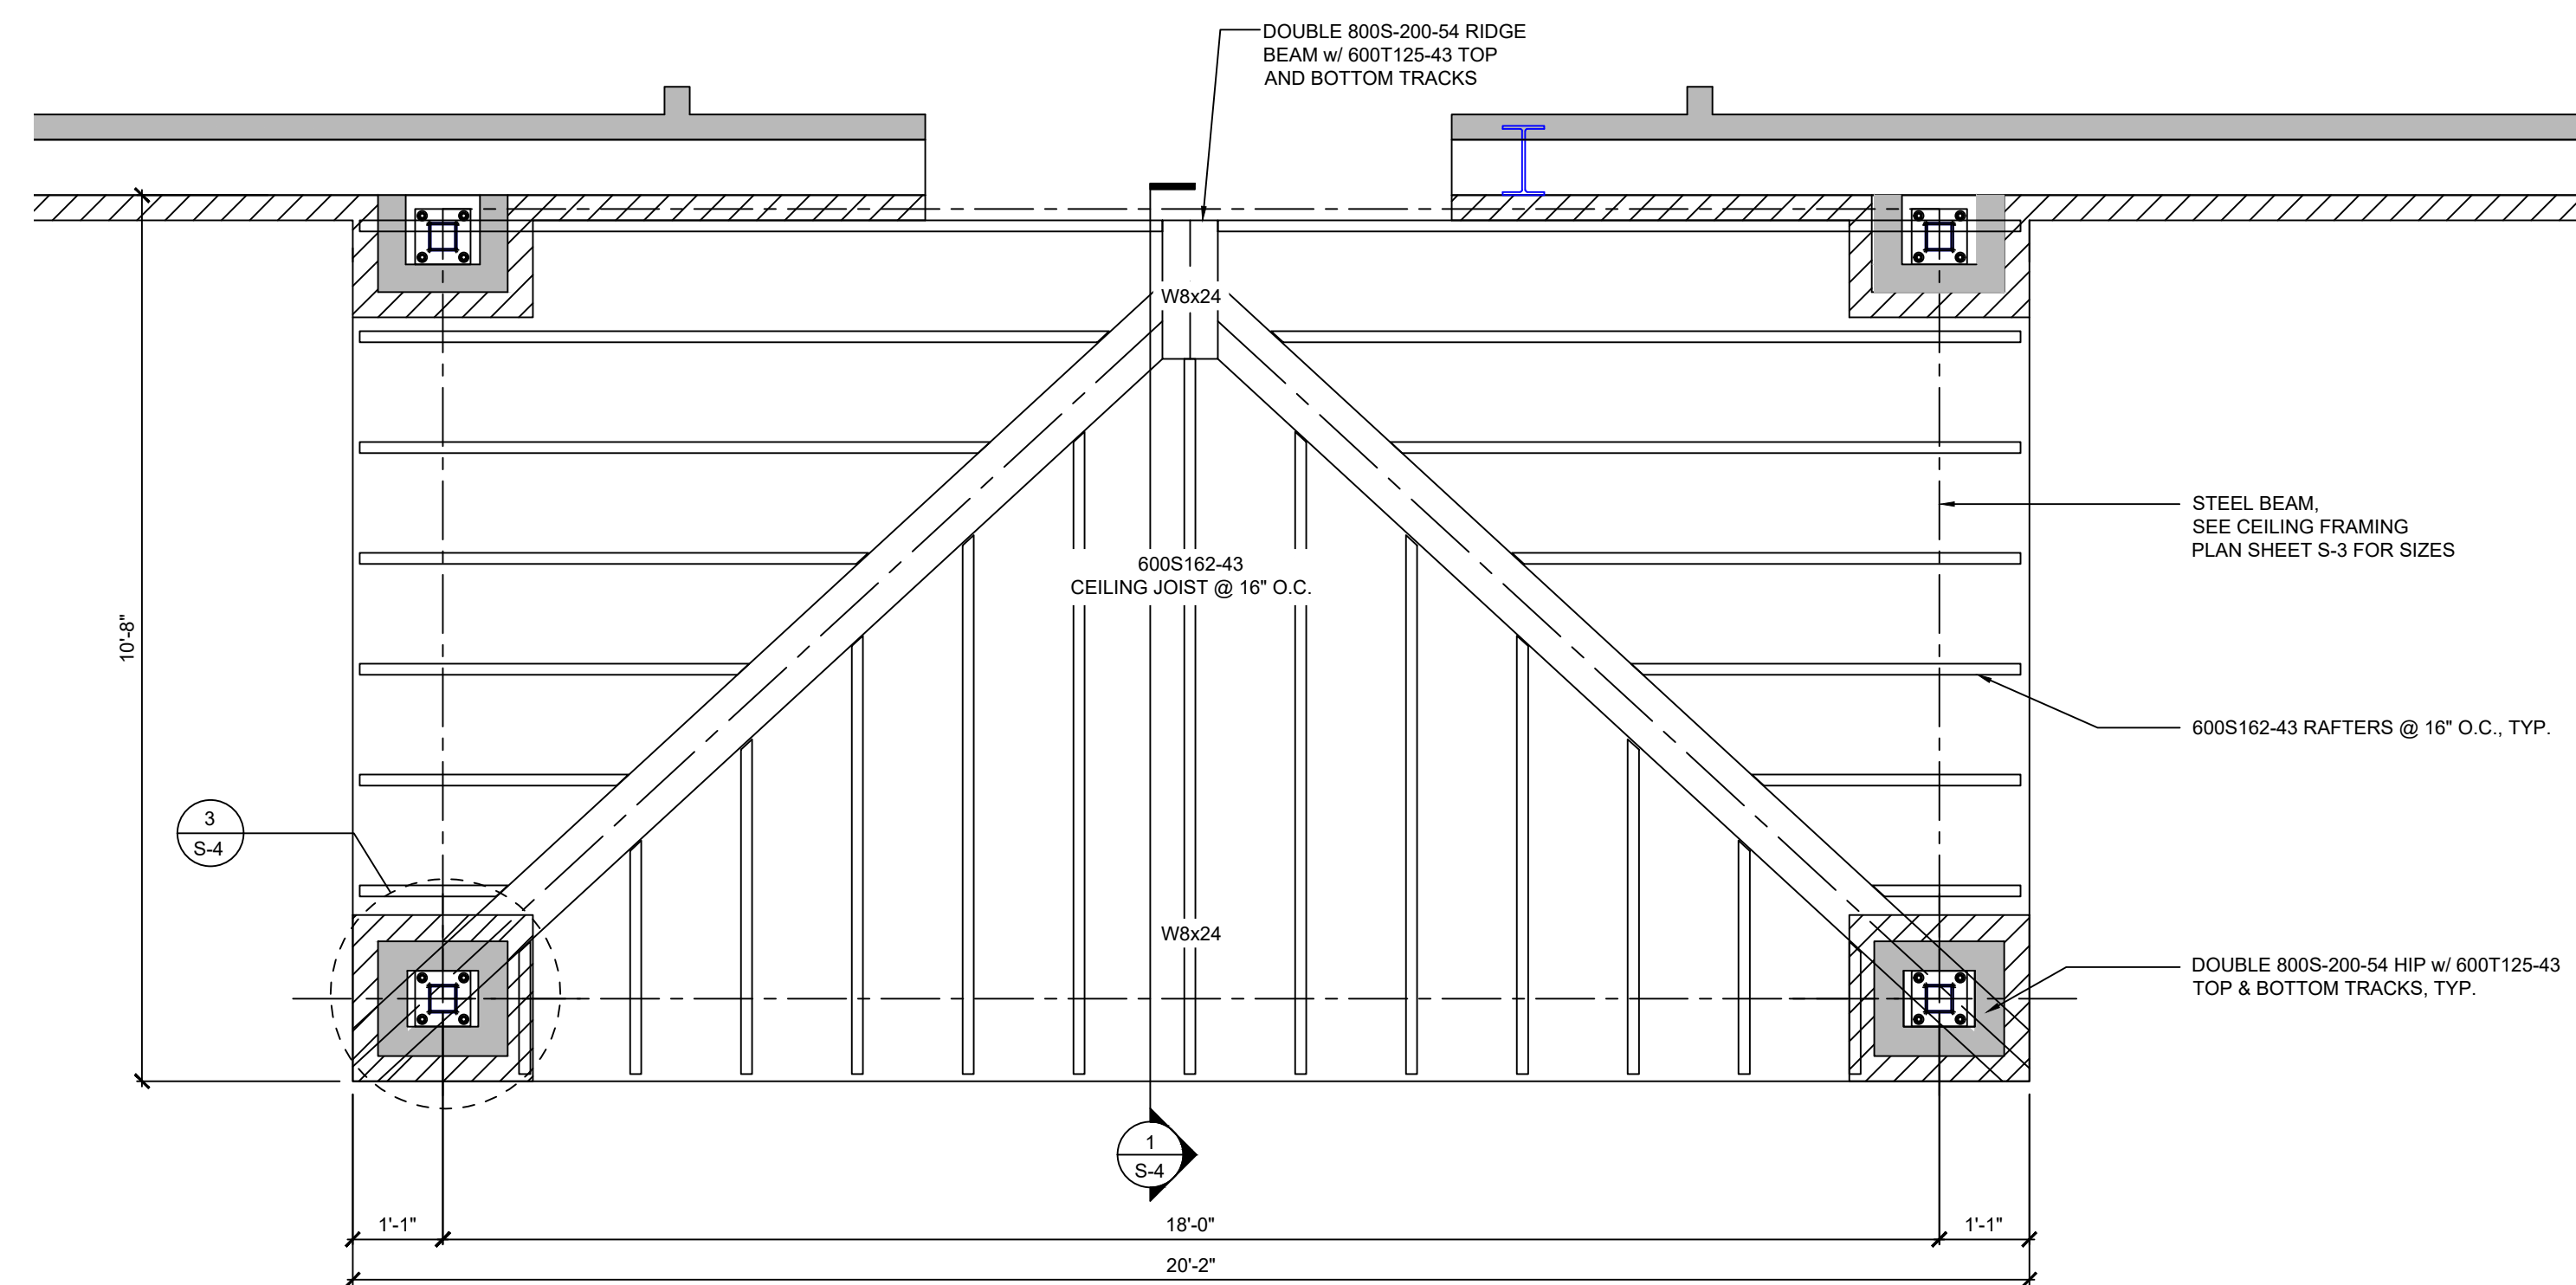 DOUBLE 800S-200-54 RIDGE
BEAM w/ 600T125-43 TOP
AND BOTTOM TRACKS
W8x24
STEEL BEAM,
SEE CEILING FRAMING
PLAN SHEET S-3 FOR SIZES
600S162-43
CEILING JOIST @ 16" O.C.
10'-8"
600S162-43 RAFTERS @ 16" O.C., TYP.
3
S-4
W8x24
DOUBLE 800S-200-54 HIP w/ 600T125-43
TOP & BOTTOM TRACKS, TYP.
1
S-4
1'-1"
18'-0"
1'-1"
20'-2"